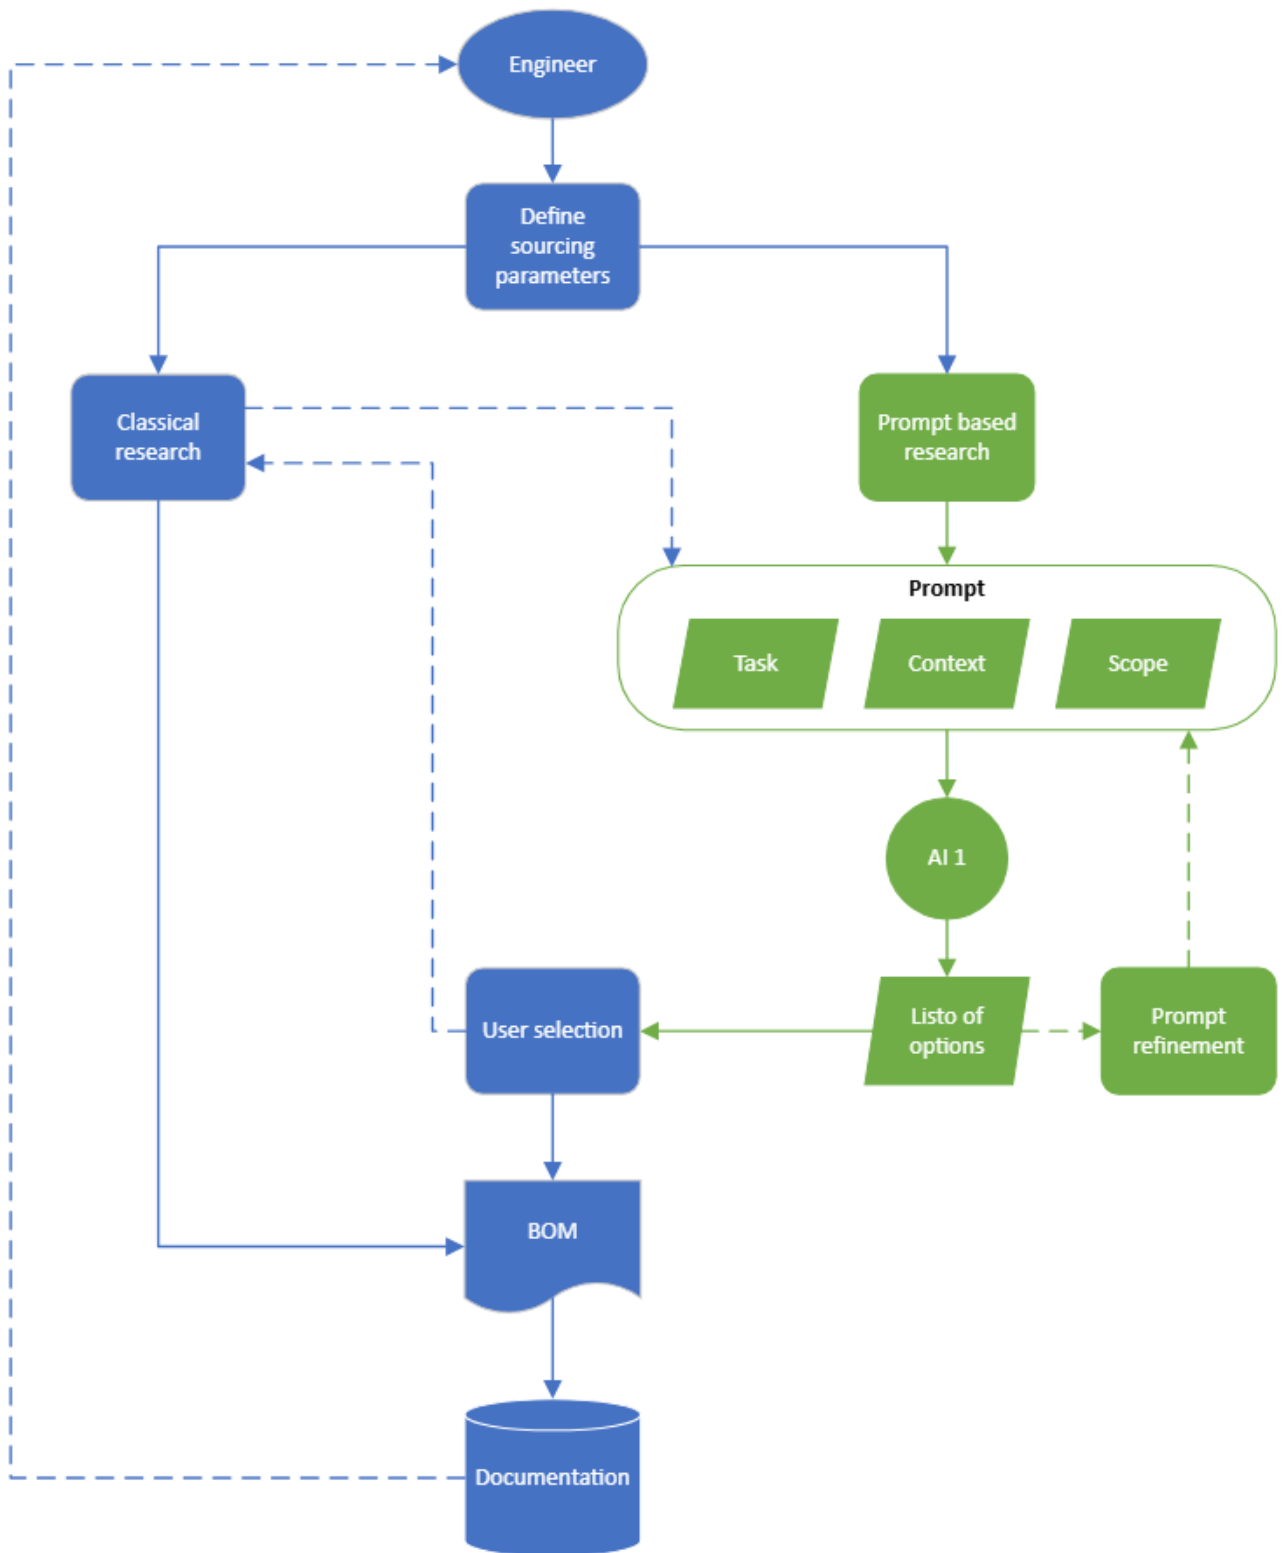 Engineer
Define
sourcing
parameters
Classical
research
Prompt based
research
Prompt
Task
Context
Scope
AI 1
User selection
Listo of
options
Prompt
refinement
BOM
Documentation